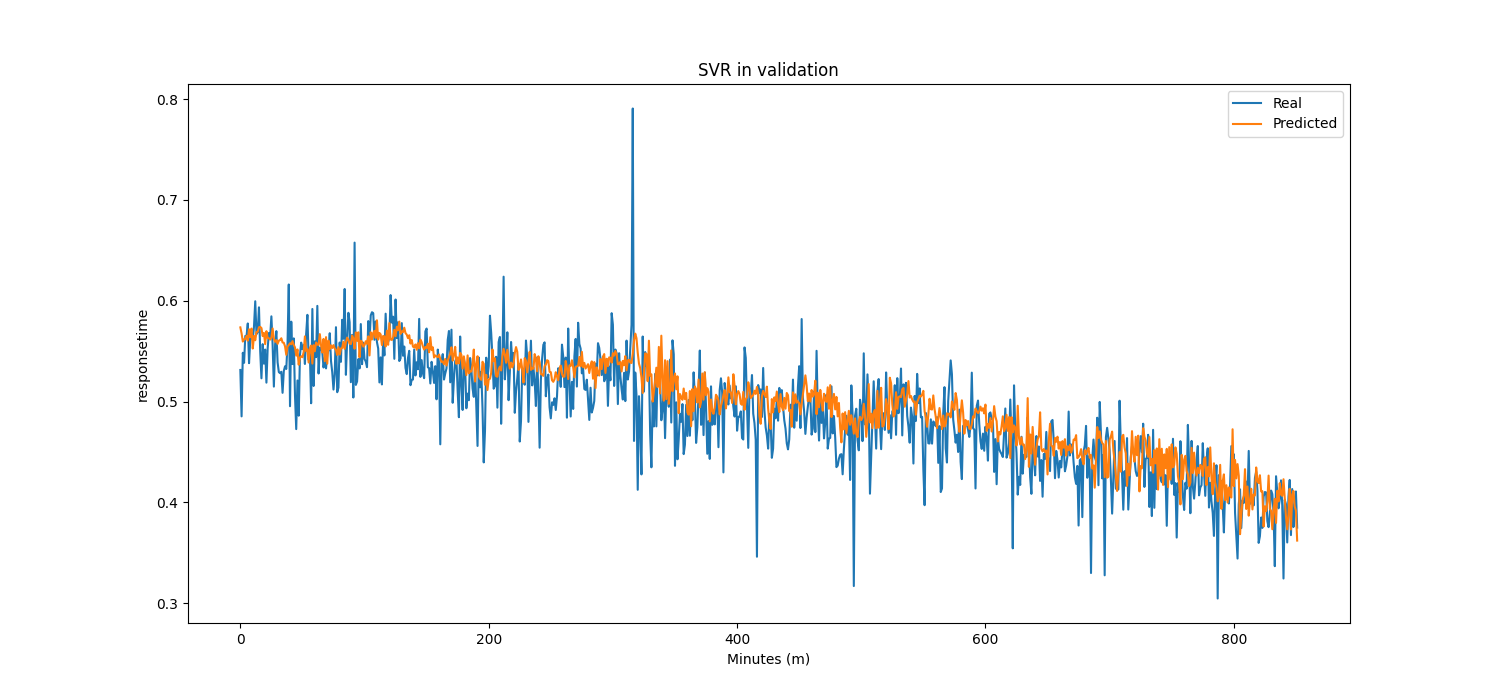 SVR in validation
Real
Predicted
0.8
0.7
0.6
0.5
0.4
0.3
responsetime
0 200 400 600 800
Minutes (m)